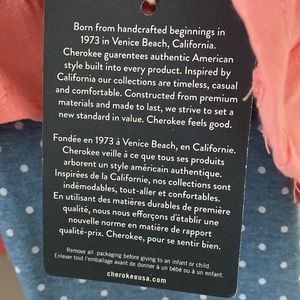 Born from handcrafted beginnings in
1973 in Venice Beach, California.
Cherokee guarentees authentic American
style built into every product. Inspired by
California our collections are timeless, casual
and comfortable. Constructed from premium
materials and made to last, we strive to set a
new standard in value. Cherokee feels good.
Fondée en 1973 à Venice Beach, en Californie.
Cherokee veille à ce que tous ses produits
arborent un style américain authentique.
Inspirées de la Californie, nos collections sont
indémodables, tout-aller et confortables.
En utilisant des matières durables de première
qualité, nous nous efforçons d'établir une
nouvelle norme en matière de rapport
qualité-prix. Cherokee, pour se sentir bien.
Remove all packaging before giving to an infant or child.
Enlever tout l'emballage avant de donner à un bébé ou à un enfant.
cherokeeusa.com